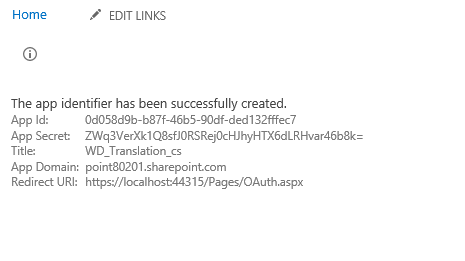 Home EDIT LINKS
The app identifier has been successfully created.
App Id: 0d058d9b-b87f-46b5-90df-ded132fffec7
App Secret: ZWq3VerXk1Q8sfJ0RSRej0cHJhyHTX6dLRHvar46b8k=
Title: WD_Translation_cs
App Domain: point80201.sharepoint.com
Redirect URI: https://localhost:44315/Pages/OAuth.aspx